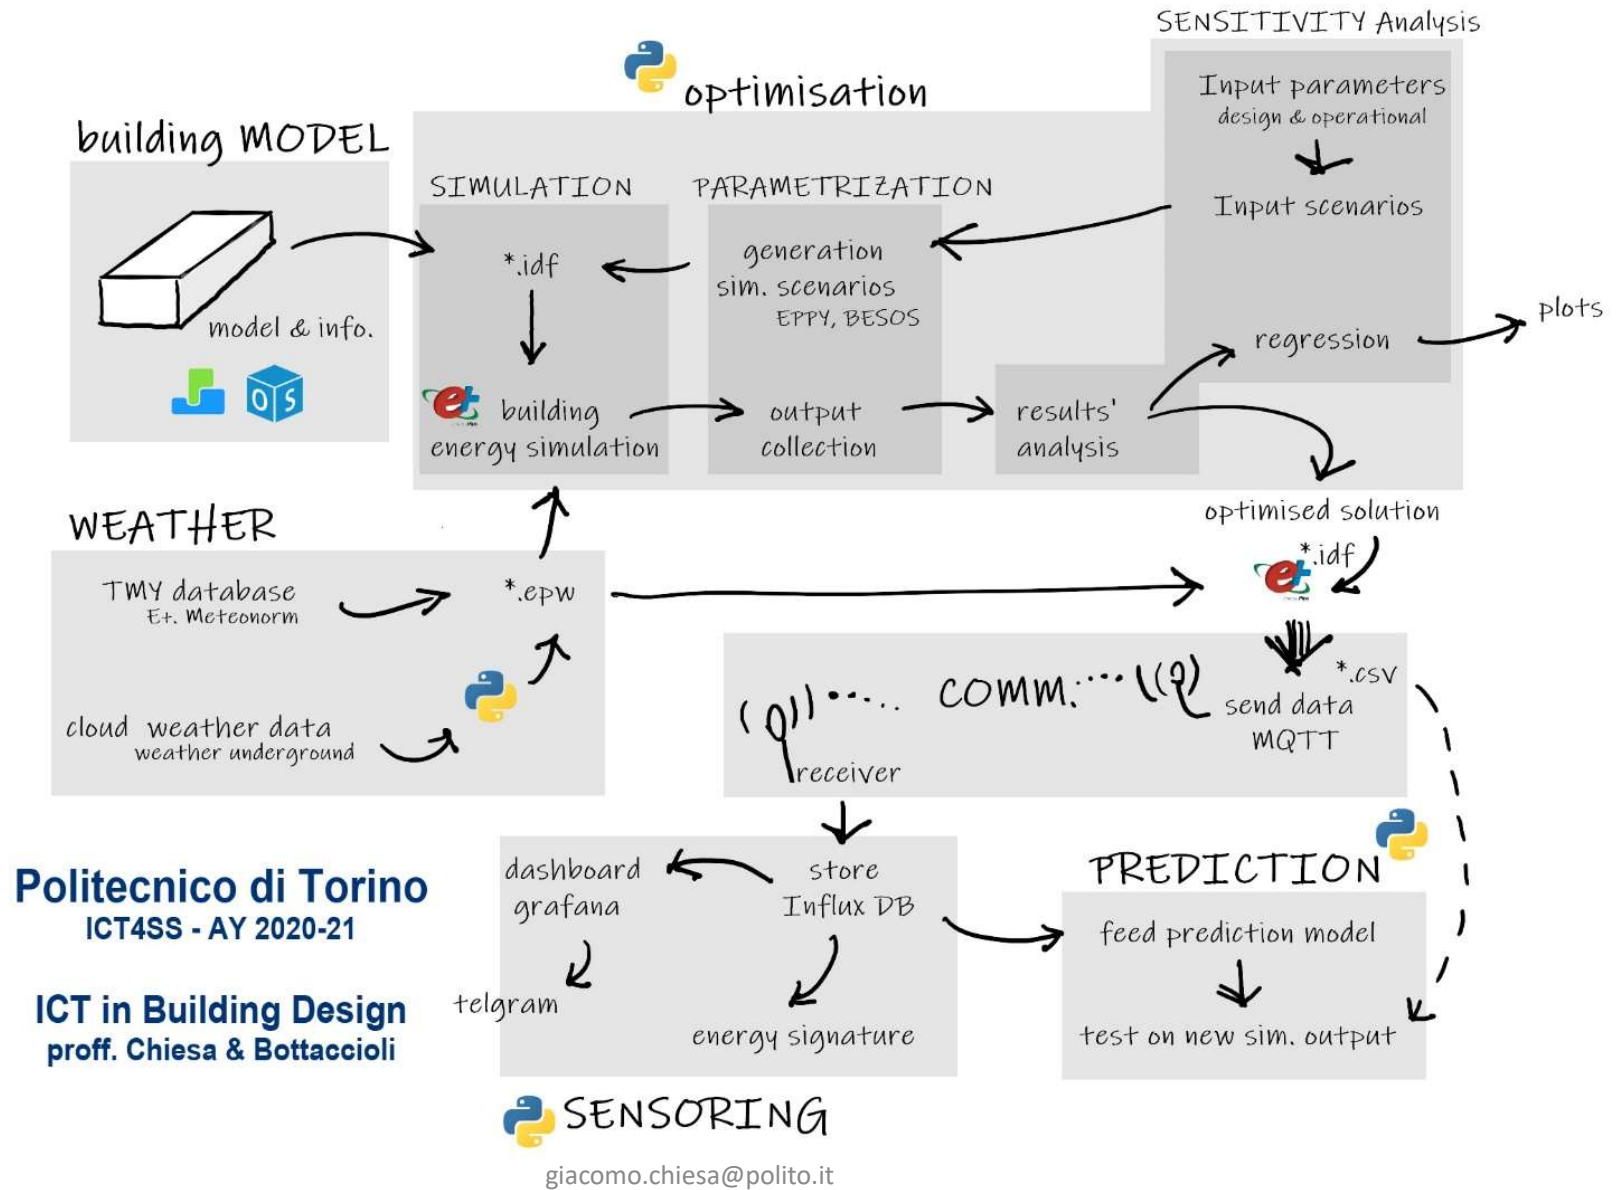 SENSITIVITY Analysis
optimisation
Input parameters
design & operational
Input scenarios
building MODEL
SIMULATION
PARAMETRIZATION
*.idf
generation
sim. scenarios
EPPY, BESOS
model & info.
OS
regression
plots
e+
building
energy simulation
output
collection
results'
analysis
optimised solution
*.idf
e+
WEATHER
TMY database
E+. Meteonorm
*.epw
cloud weather data
weather underground
COMM.
*.csv
send data
MQTT
receiver
dashboard
grafana
store
Influx DB
telgram
energy signature
PREDICTION
feed prediction model
test on new sim. output
Politecnico di Torino
ICT4SS - AY 2020-21
ICT in Building Design
proff. Chiesa & Bottaccioli
SENSORING
giacomo.chiesa@polito.it